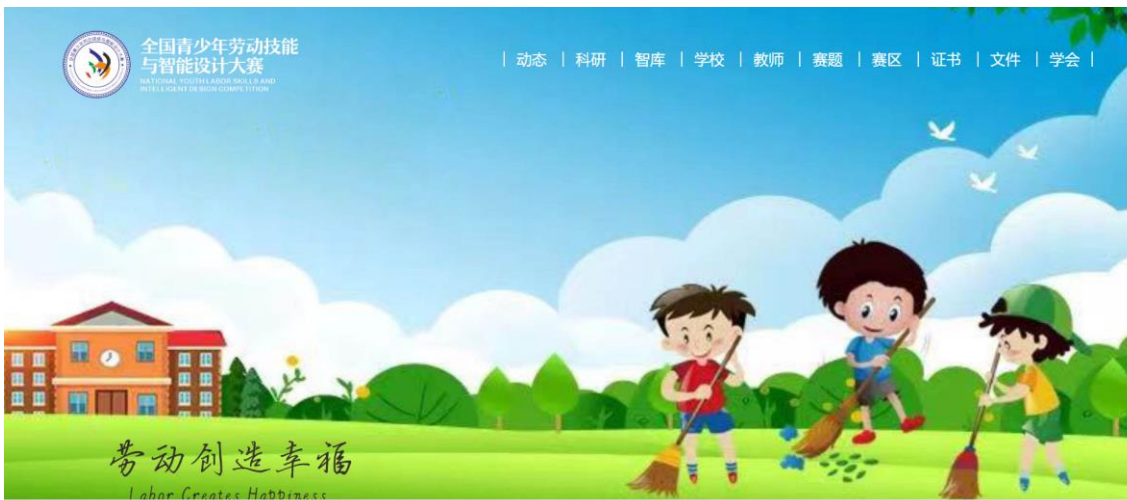 全国青少年劳动技能
与智能设计大赛
NATIONAL YOUTH LABOR SKILLS AND
INTELLIGENT DESIGN COMPETITION
| 动态 | 科研 | 智库 | 学校 | 教师 | 赛题 | 赛区 | 证书 | 文件 | 学会 |
劳动创造幸福
Labor Creates Happiness